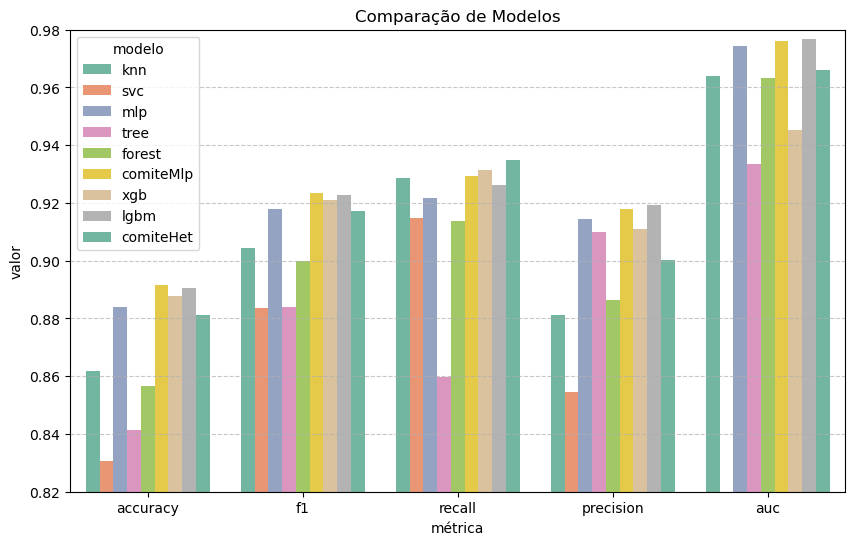 Comparação de Modelos
modelo
knn
svc
mlp
tree
forest
comiteMlp
xgb
lgbm
comiteHet
valor
0.98
0.96
0.94
0.92
0.90
0.88
0.86
0.84
0.82
accuracy
f1
recall
precision
auc
métrica